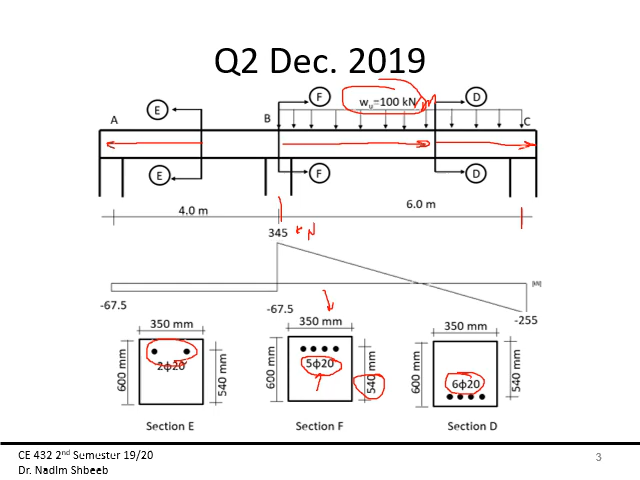 Q2 Dec. 2019
E
F
wᵤ=100 kN/m
D
A
B
C
E
F
D
4.0 m
6.0 m
345 kN
[kN]
-67.5
-67.5
-255
350 mm
350 mm
350 mm
600 mm
2φ20
540 mm
600 mm
5φ20
540 mm
600 mm
6φ20
540 mm
Section E
Section F
Section D
CE 432 2nd Semester 19/20
Dr. Nadim Shbeeb
3